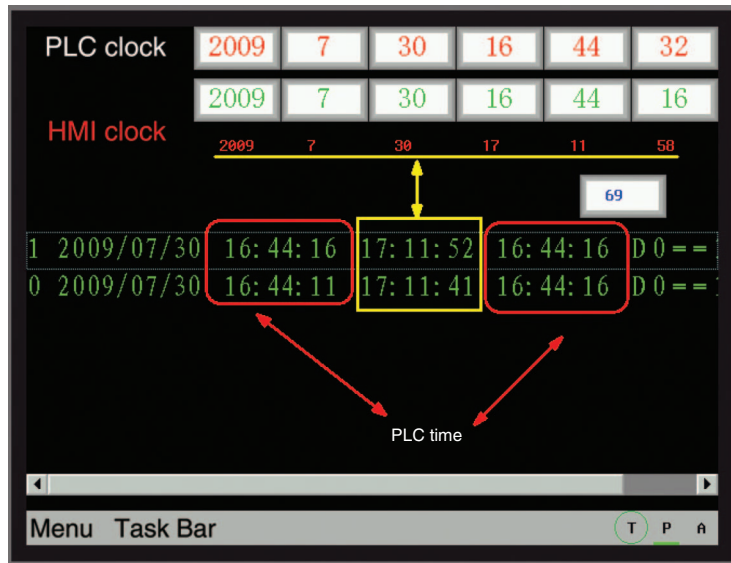 PLC clock 2009 7 30 16 44 32
2009 7 30 16 44 16
HMI clock
2009 7 30 17 11 58
69
1 2009/07/30 16:44:16 17:11:52 16:44:16 D0==
0 2009/07/30 16:44:11 17:11:41 16:44:16 D0==
PLC time
Menu Task Bar T P A